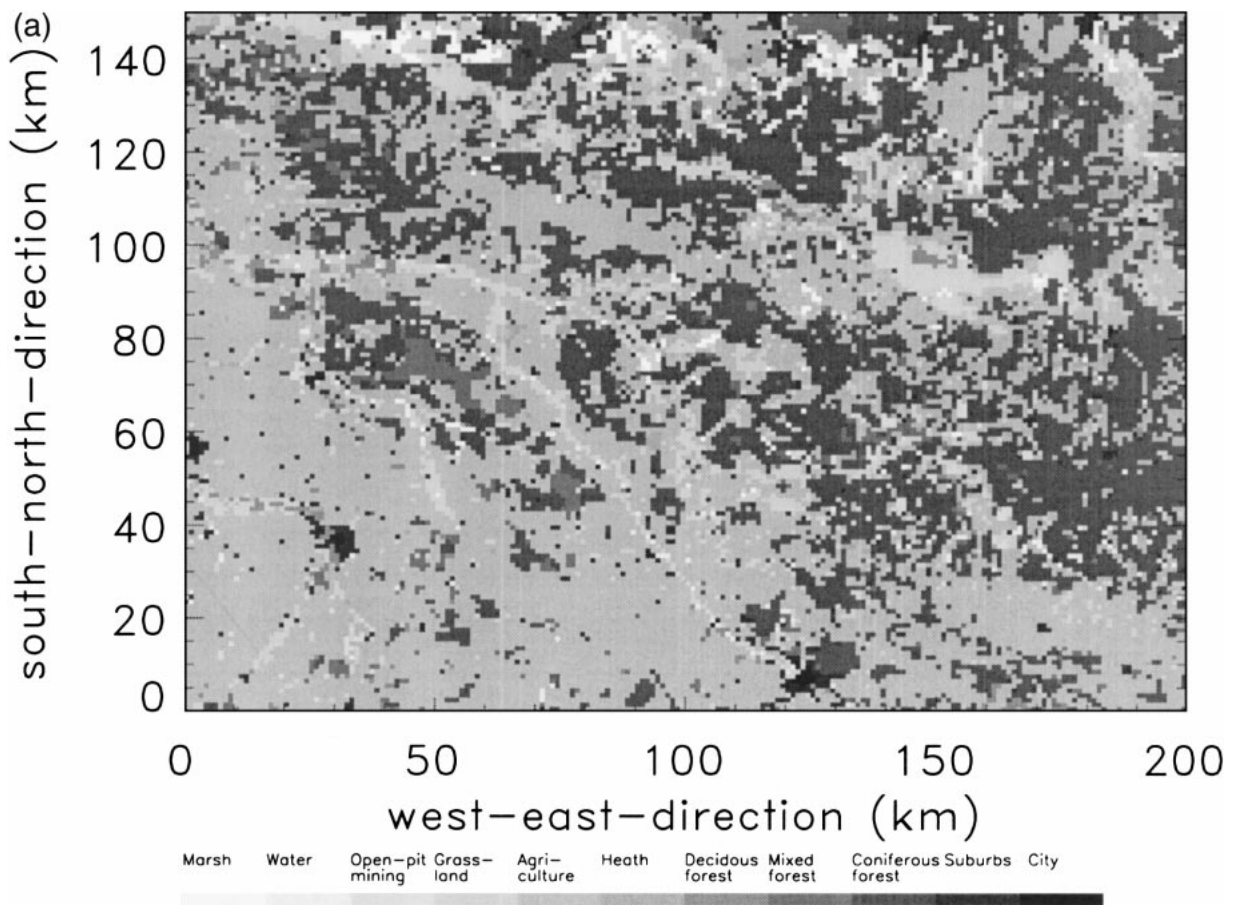 (a)
south-north-direction (km)
140
120
100
80
60
40
20
0
0 50 100 150 200
west-east-direction (km)
Marsh Water Open-pit mining Grass-land Agri-culture Heath Decidous forest Mixed forest Coniferous forest Suburbs City